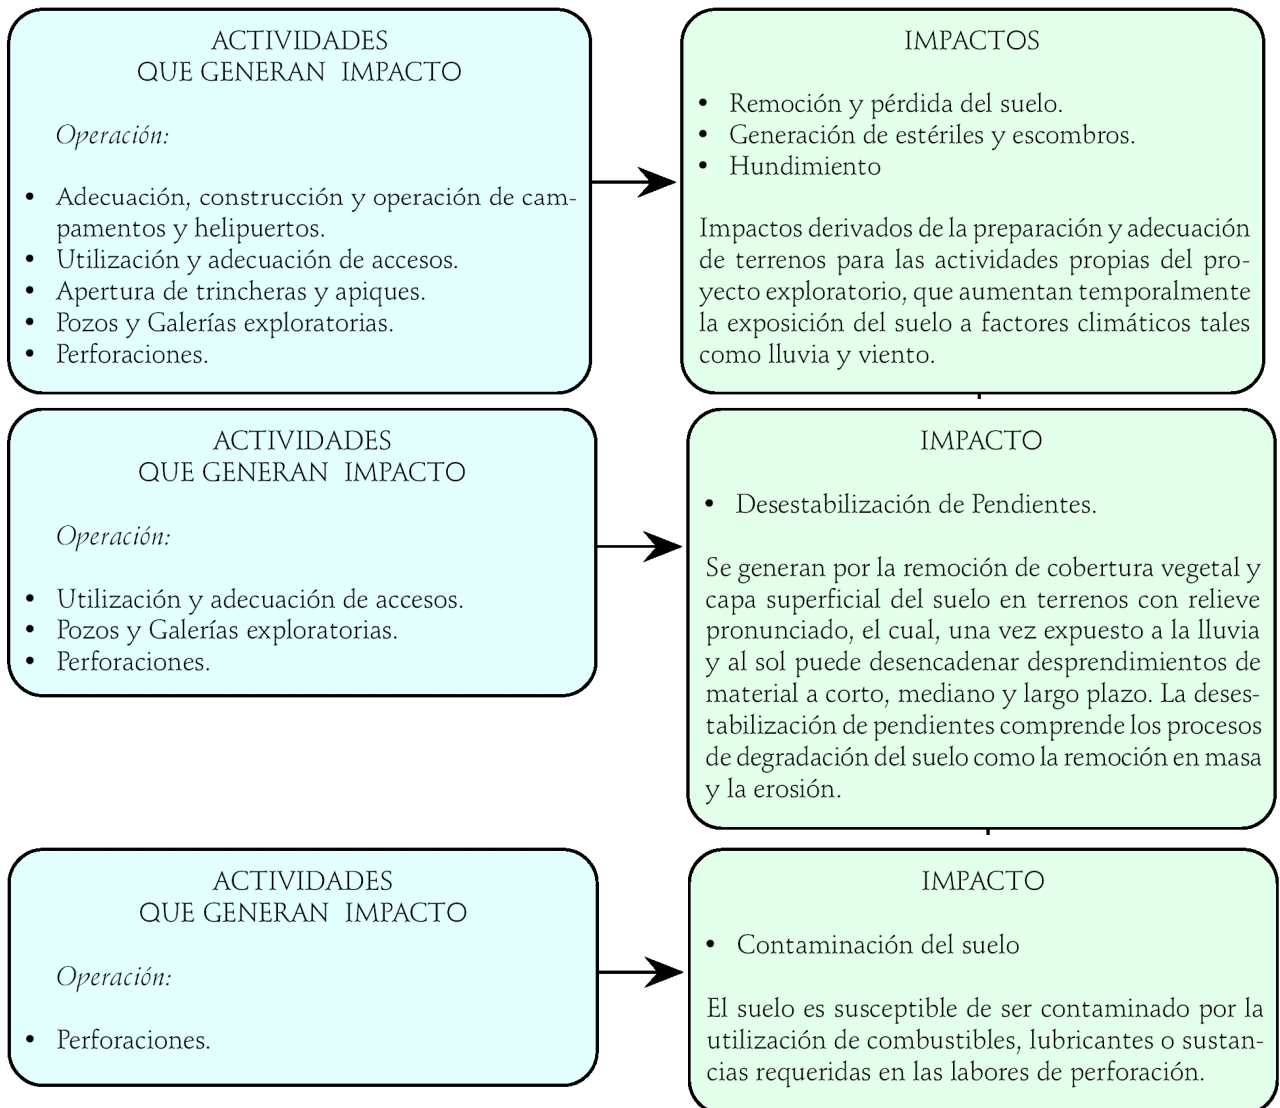 ACTIVIDADES
QUE GENERAN IMPACTO
Operación:
• Adecuación, construcción y operación de cam-
pamentos y helipuertos.
• Utilización y adecuación de accesos.
• Apertura de trincheras y apiques.
• Pozos y Galerías exploratorias.
• Perforaciones.
IMPACTOS
• Remoción y pérdida del suelo.
• Generación de estériles y escombros.
• Hundimiento
Impactos derivados de la preparación y adecuación
de terrenos para las actividades propias del pro-
yecto exploratorio, que aumentan temporalmente
la exposición del suelo a factores climáticos tales
como lluvia y viento.
ACTIVIDADES
QUE GENERAN IMPACTO
Operación:
• Utilización y adecuación de accesos.
• Pozos y Galerías exploratorias.
• Perforaciones.
IMPACTO
• Desestabilización de Pendientes.
Se generan por la remoción de cobertura vegetal y
capa superficial del suelo en terrenos con relieve
pronunciado, el cual, una vez expuesto a la lluvia
y al sol puede desencadenar desprendimientos de
material a corto, mediano y largo plazo. La deses-
tabilización de pendientes comprende los procesos
de degradación del suelo como la remoción en masa
y la erosión.
ACTIVIDADES
QUE GENERAN IMPACTO
Operación:
• Perforaciones.
IMPACTO
• Contaminación del suelo
El suelo es susceptible de ser contaminado por la
utilización de combustibles, lubricantes o sustan-
cias requeridas en las labores de perforación.